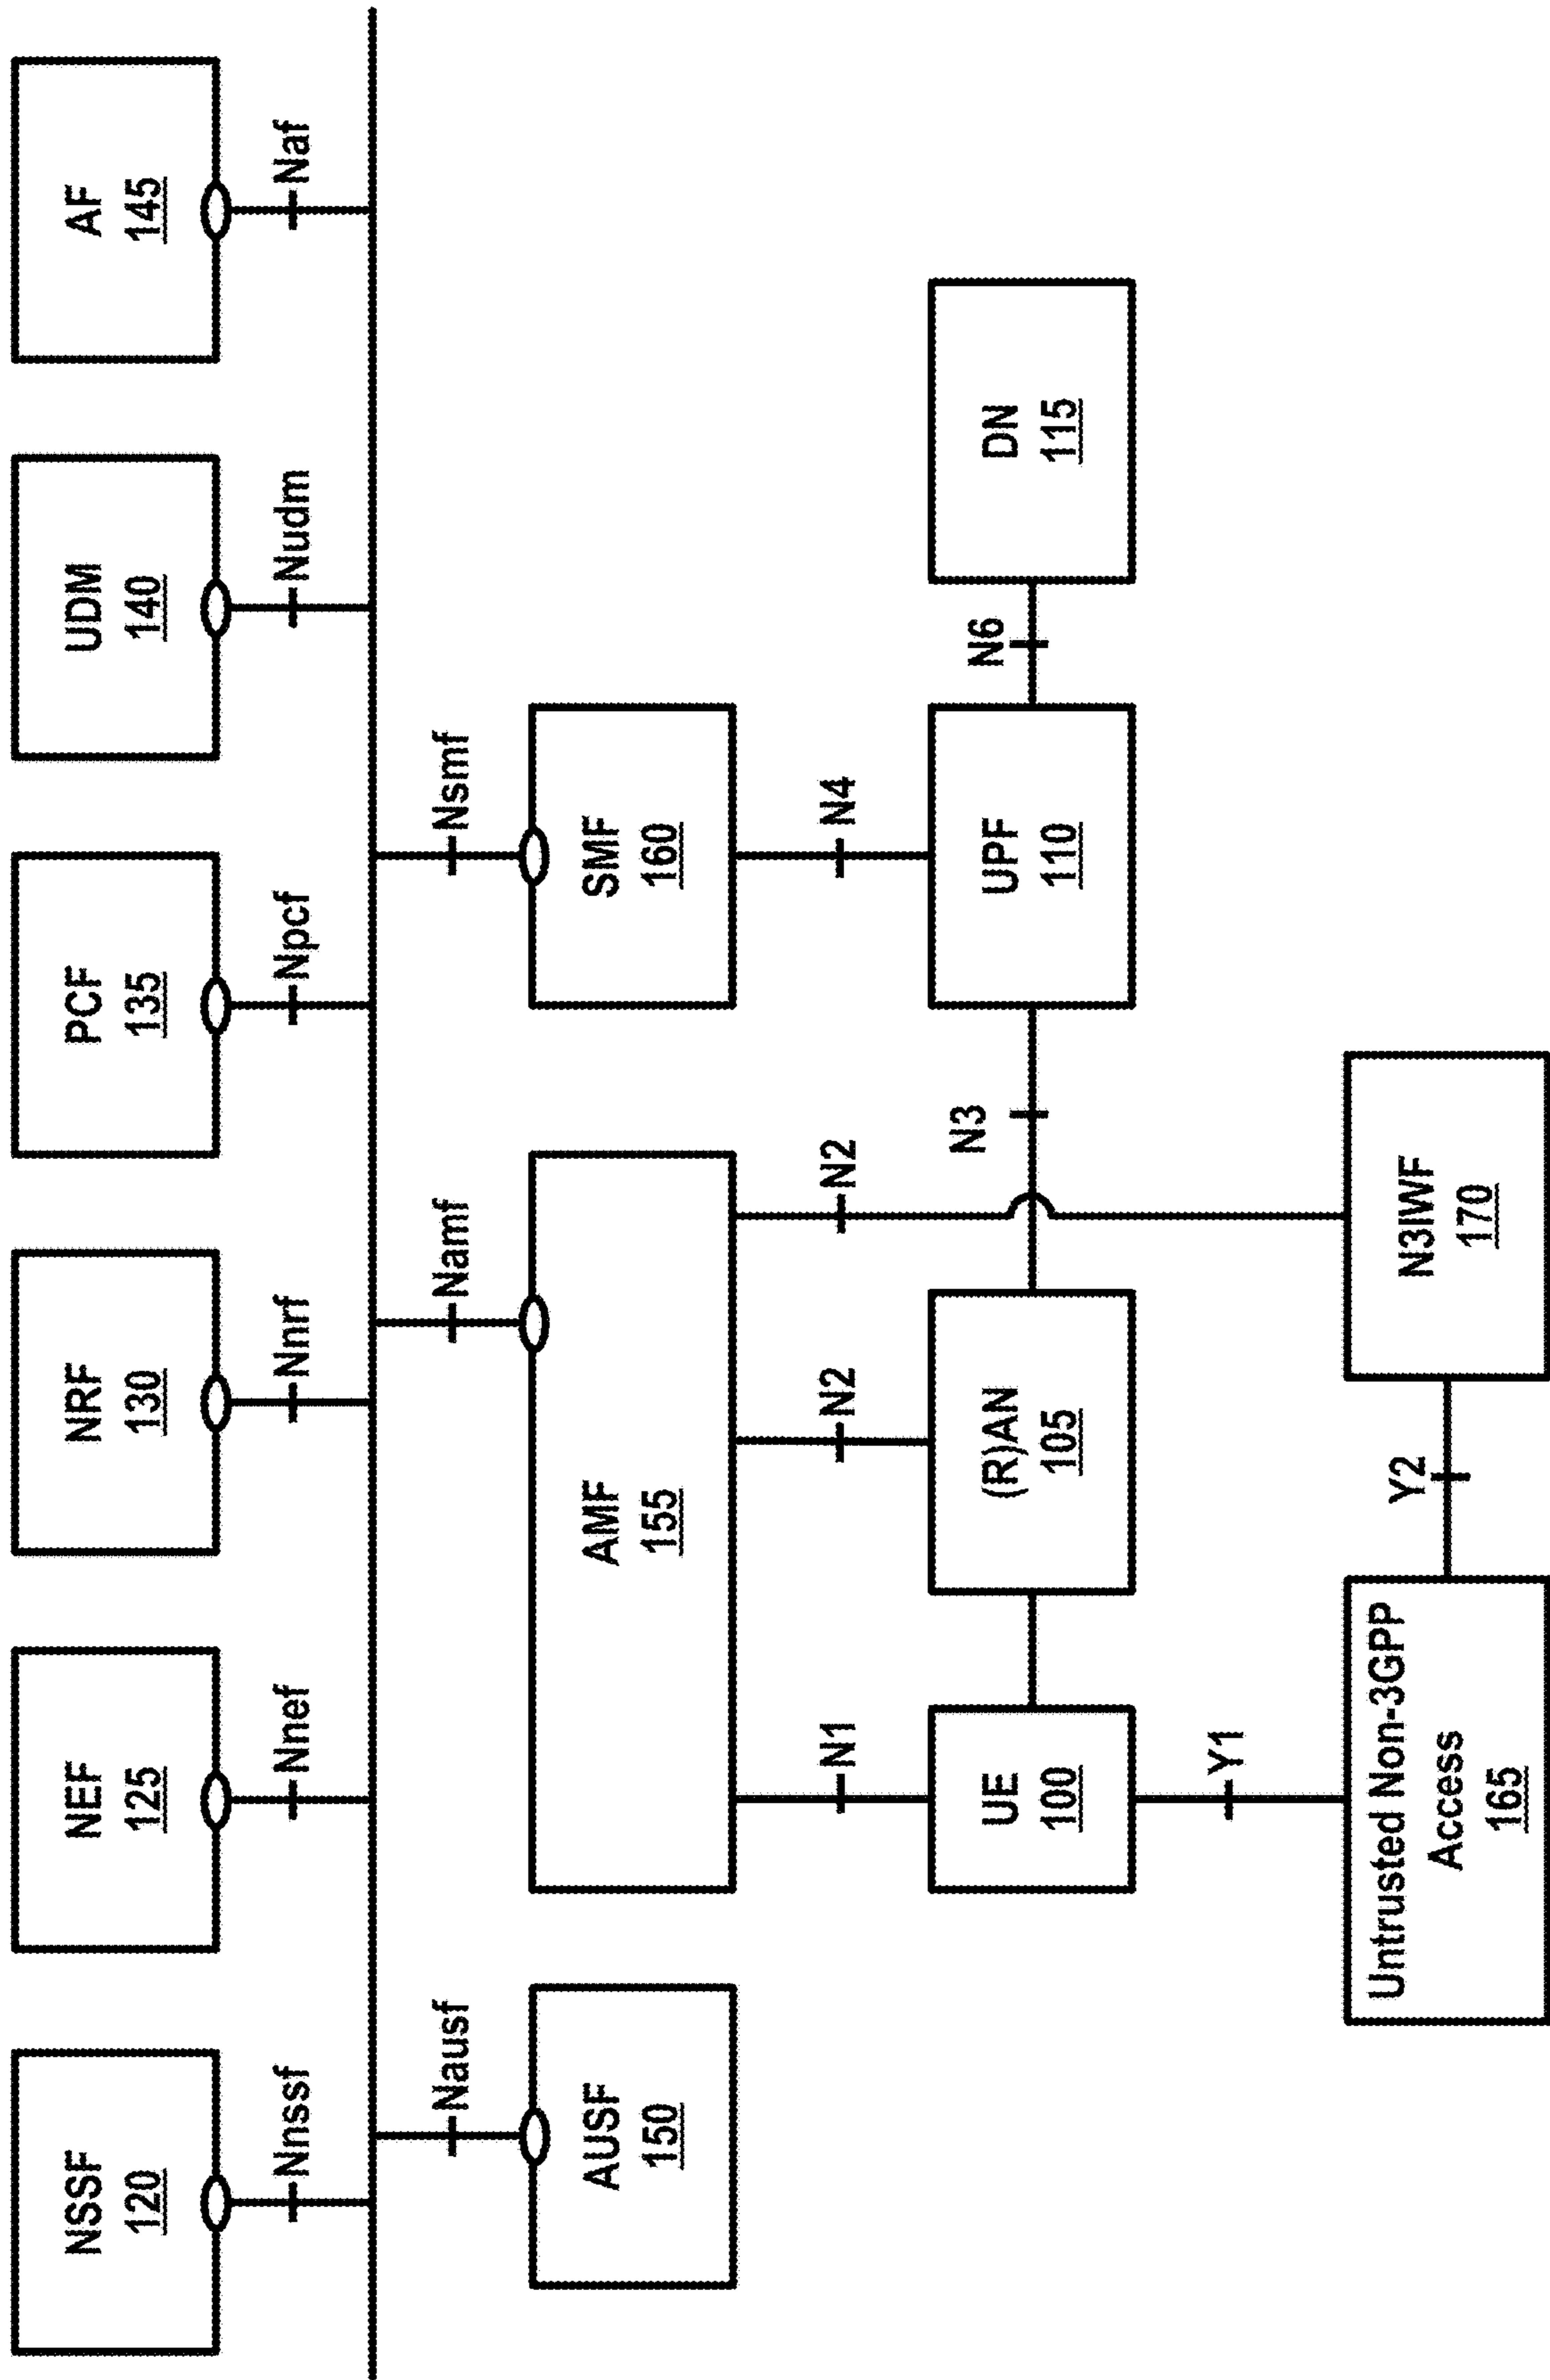 NSSF
120
NEF
125
NRF
130
PCF
135
UDM
140
AF
145
Nnssf
Nnef
Nnrf
Npcf
Nudm
Naf
Nausf
Namf
Nsmf
AUSF
150
AMF
155
SMF
160
N1
N2
N2
N4
UE
100
(R)AN
105
N3
UPF
110
N6
DN
115
Y1
Untrusted Non-3GPP
Access
165
Y2
N3IWF
170